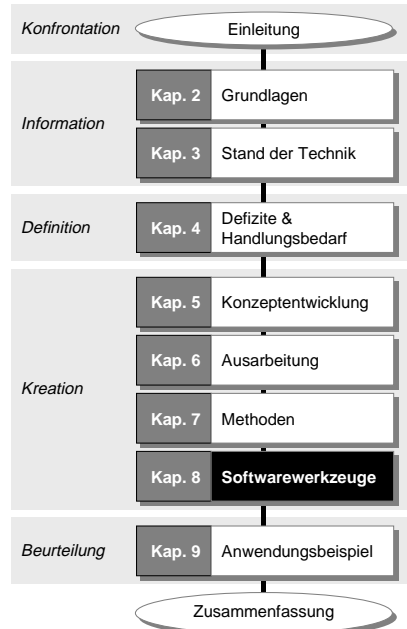 Konfrontation Einleitung
Information
Kap. 2 Grundlagen
Kap. 3 Stand der Technik
Definition
Kap. 4 Defizite &
Handlungsbedarf
Kreation
Kap. 5 Konzeptentwicklung
Kap. 6 Ausarbeitung
Kap. 7 Methoden
Kap. 8 Softwarewerkzeuge
Beurteilung Kap. 9 Anwendungsbeispiel
Zusammenfassung